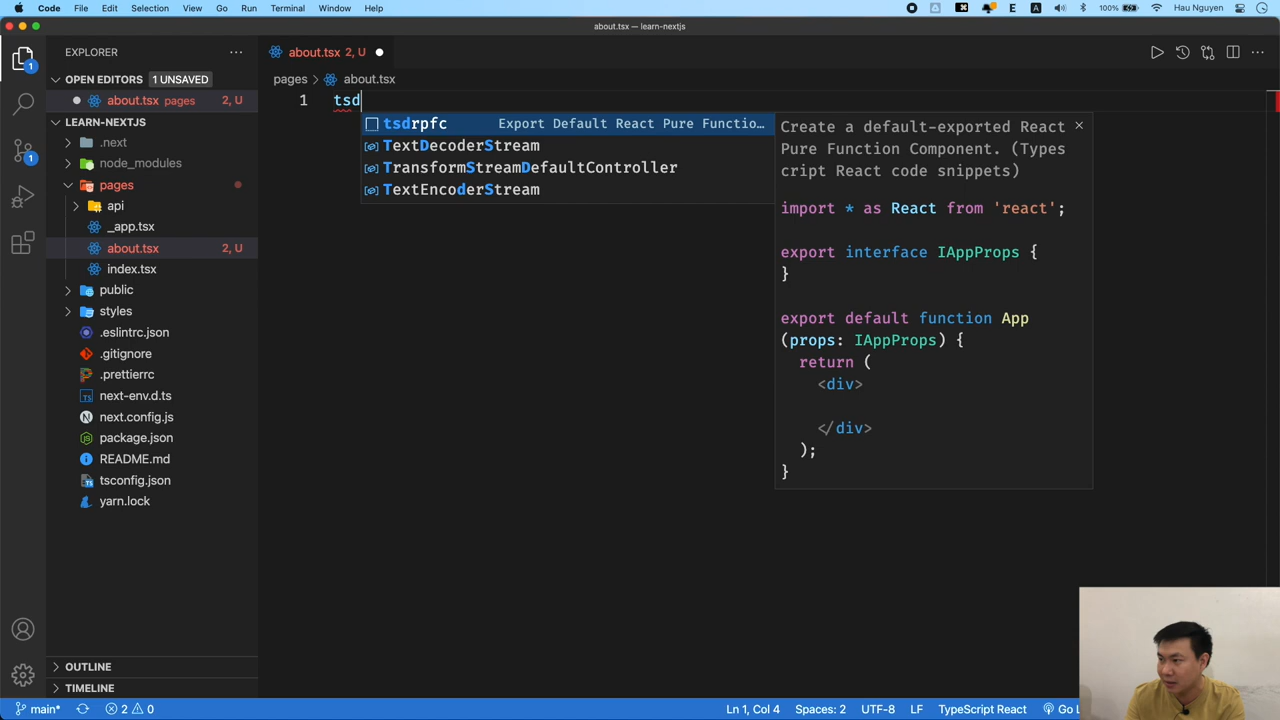 Code File Edit Selection View Go Run Terminal Window Help E A 100% Hau Nguyen
about.tsx — learn-nextjs
EXPLORER
about.tsx 2, U
OPEN EDITORS 1 UNSAVED
about.tsx pages 2, U
LEARN-NEXTJS
.next
node_modules
pages
api
_app.tsx
about.tsx 2, U
index.tsx
public
styles
.eslintrc.json
.gitignore
.prettierrc
next-env.d.ts
next.config.js
package.json
README.md
tsconfig.json
yarn.lock
OUTLINE
TIMELINE
1
1
pages > about.tsx
1 tsd
tsdrpfc Export Default React Pure Functio…
TextDecoderStream
TransformStreamDefaultController
TextEncoderStream
Create a default-exported React
Pure Function Component. (Types
cript React code snippets)
import * as React from 'react';
export interface IAppProps {
}
export default function App
(props: IAppProps) {
return (
<div>
</div>
);
}
main* 2 0 Ln 1, Col 4 Spaces: 2 UTF-8 LF TypeScript React Go L